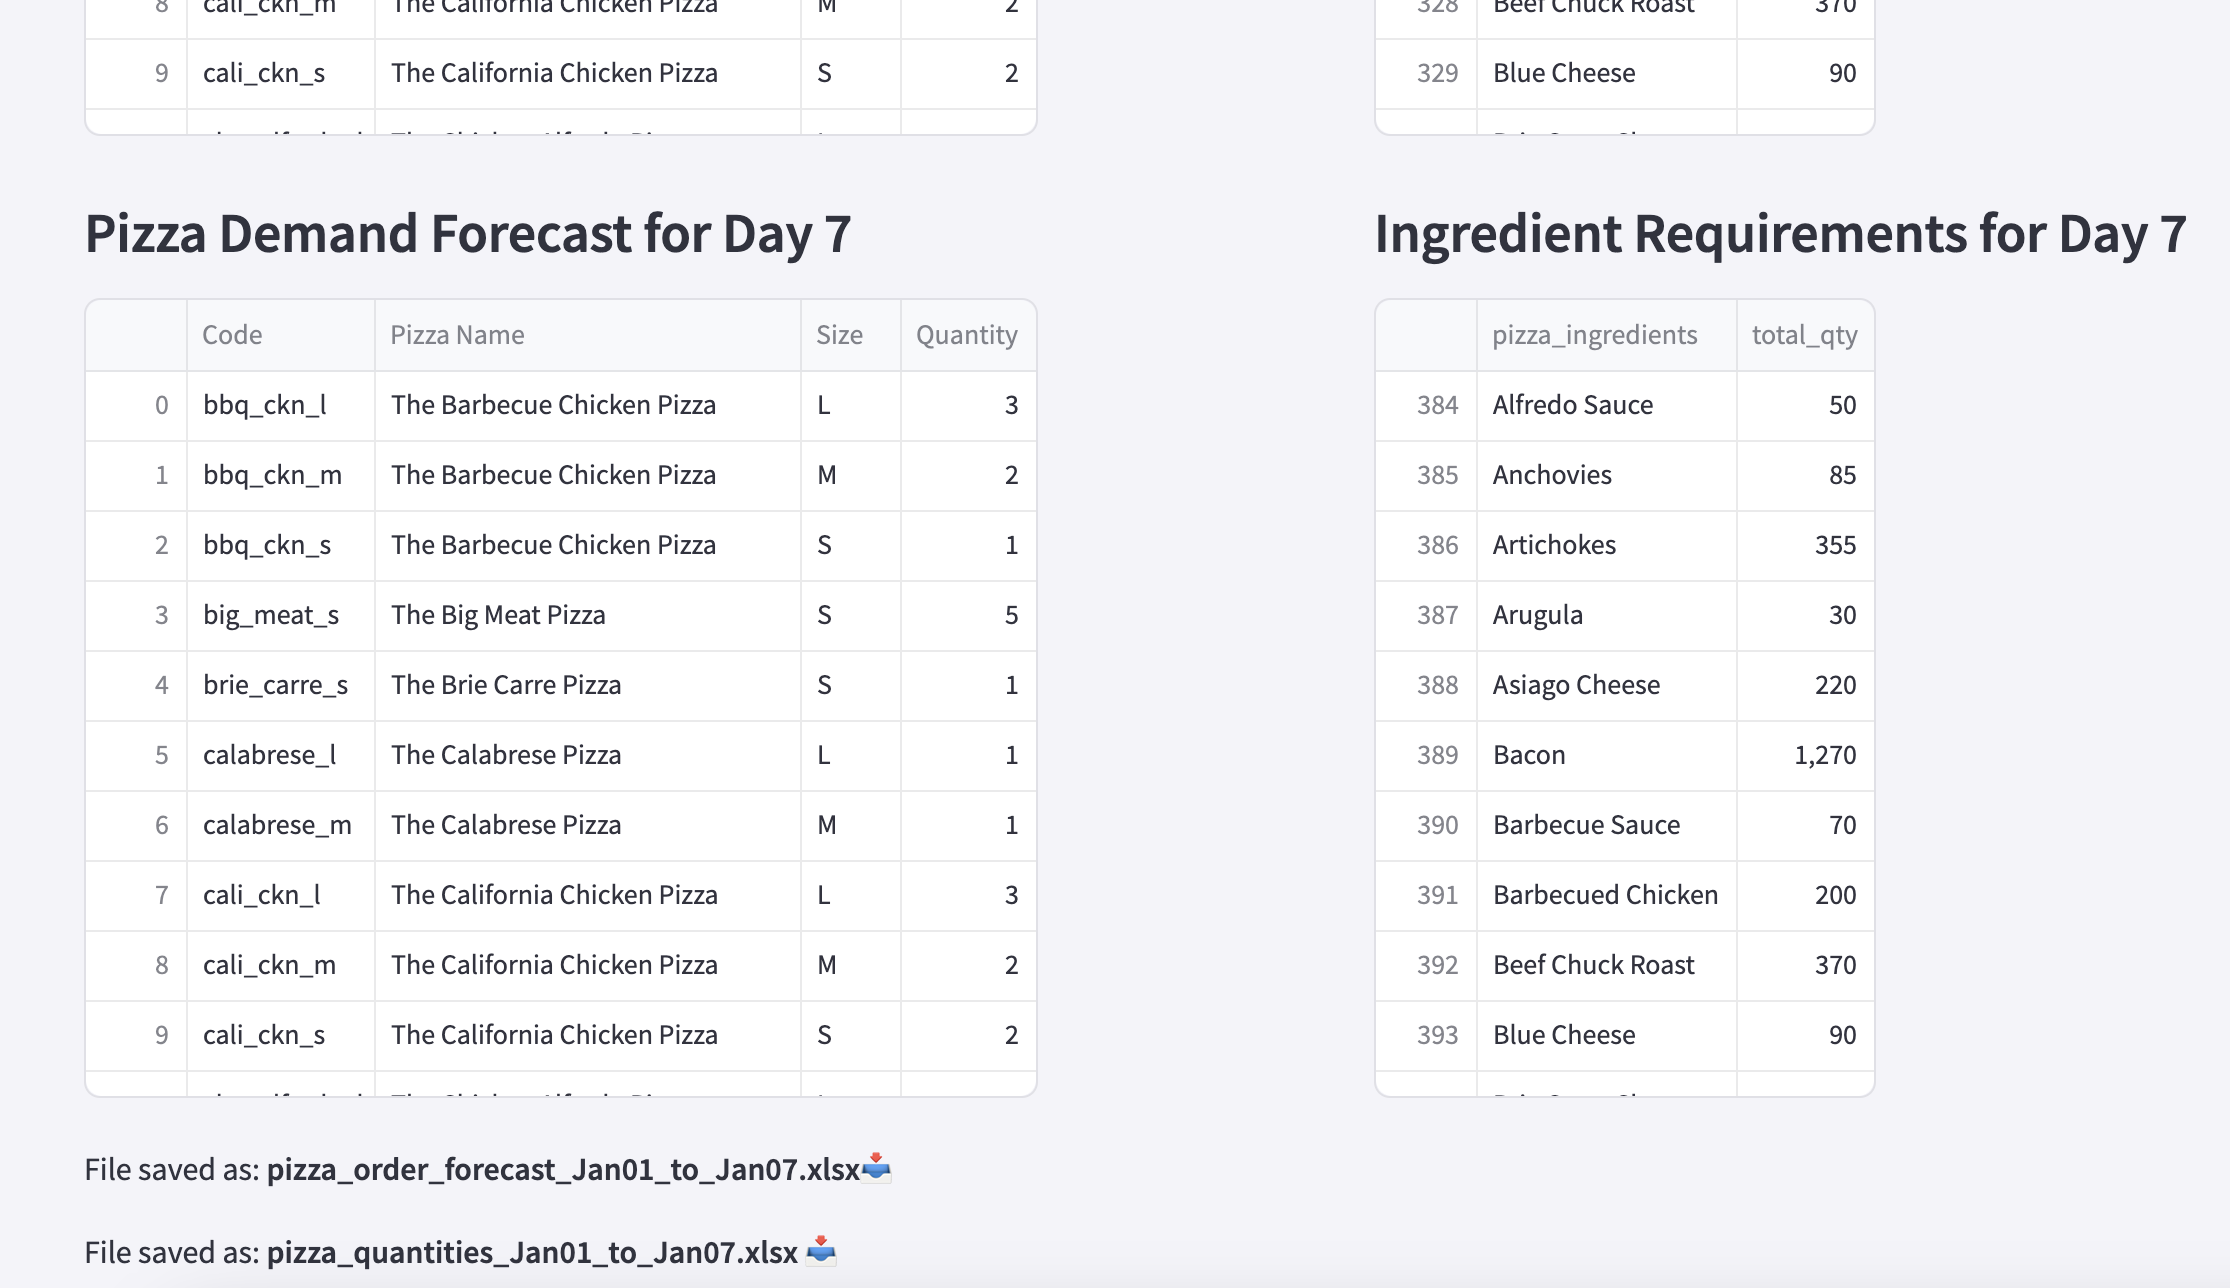 8 cali_ckn_m The California Chicken Pizza M 2
9 cali_ckn_s The California Chicken Pizza S 2
328 Beef Chuck Roast 370
329 Blue Cheese 90
Pizza Demand Forecast for Day 7
Code Pizza Name Size Quantity
0 bbq_ckn_l The Barbecue Chicken Pizza L 3
1 bbq_ckn_m The Barbecue Chicken Pizza M 2
2 bbq_ckn_s The Barbecue Chicken Pizza S 1
3 big_meat_s The Big Meat Pizza S 5
4 brie_carre_s The Brie Carre Pizza S 1
5 calabrese_l The Calabrese Pizza L 1
6 calabrese_m The Calabrese Pizza M 1
7 cali_ckn_l The California Chicken Pizza L 3
8 cali_ckn_m The California Chicken Pizza M 2
9 cali_ckn_s The California Chicken Pizza S 2
Ingredient Requirements for Day 7
pizza_ingredients total_qty
384 Alfredo Sauce 50
385 Anchovies 85
386 Artichokes 355
387 Arugula 30
388 Asiago Cheese 220
389 Bacon 1,270
390 Barbecue Sauce 70
391 Barbecued Chicken 200
392 Beef Chuck Roast 370
393 Blue Cheese 90
File saved as: pizza_order_forecast_Jan01_to_Jan07.xlsx
File saved as: pizza_quantities_Jan01_to_Jan07.xlsx